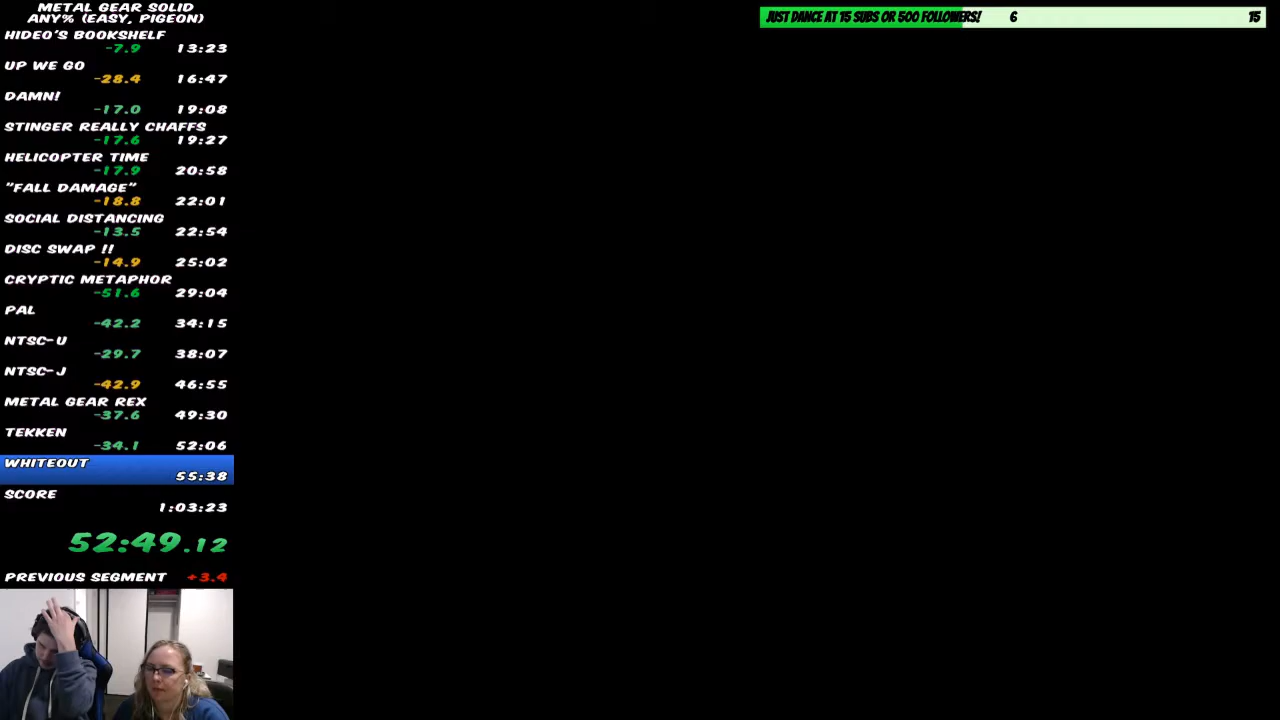 METAL GEAR SOLID
ANY% (EASY, PIGEON)
HIDEO'S BOOKSHELF
-7.9 13:23
UP WE GO
-28.4 16:47
DAMN!
-17.0 19:08
STINGER REALLY CHAFFS
-17.6 19:27
HELICOPTER TIME
-17.9 20:58
"FALL DAMAGE"
-18.8 22:01
SOCIAL DISTANCING
-13.5 22:54
DISC SWAP !!
-14.9 25:02
CRYPTIC METAPHOR
-51.6 29:04
PAL
-42.2 34:15
NTSC-U
-29.7 38:07
NTSC-J
-42.9 46:55
METAL GEAR REX
-37.6 49:30
TEKKEN
-34.1 52:06
WHITEOUT
55:38
SCORE
1:03:23
52:49.12
PREVIOUS SEGMENT +3.4
JUST DANCE AT 15 SUBS OR 500 FOLLOWERS! 6 15